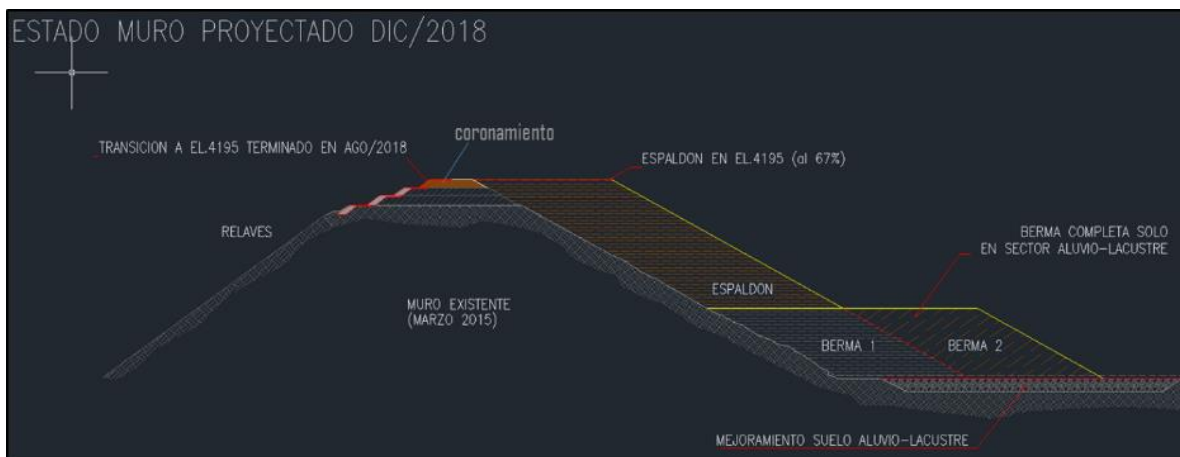 ESTADO MURO PROYECTADO DIC/2018
coronamiento
TRANSICION A EL.4195 TERMINADO EN AGO/2018
ESPALDON EN EL.4195 (al 67%)
RELAVES
BERMA COMPLETA SOLO
EN SECTOR ALUVIO-LACUSTRE
ESPALDON
MURO EXISTENTE
(MARZO 2015)
BERMA 1
BERMA 2
MEJORAMIENTO SUELO ALUVIO-LACUSTRE